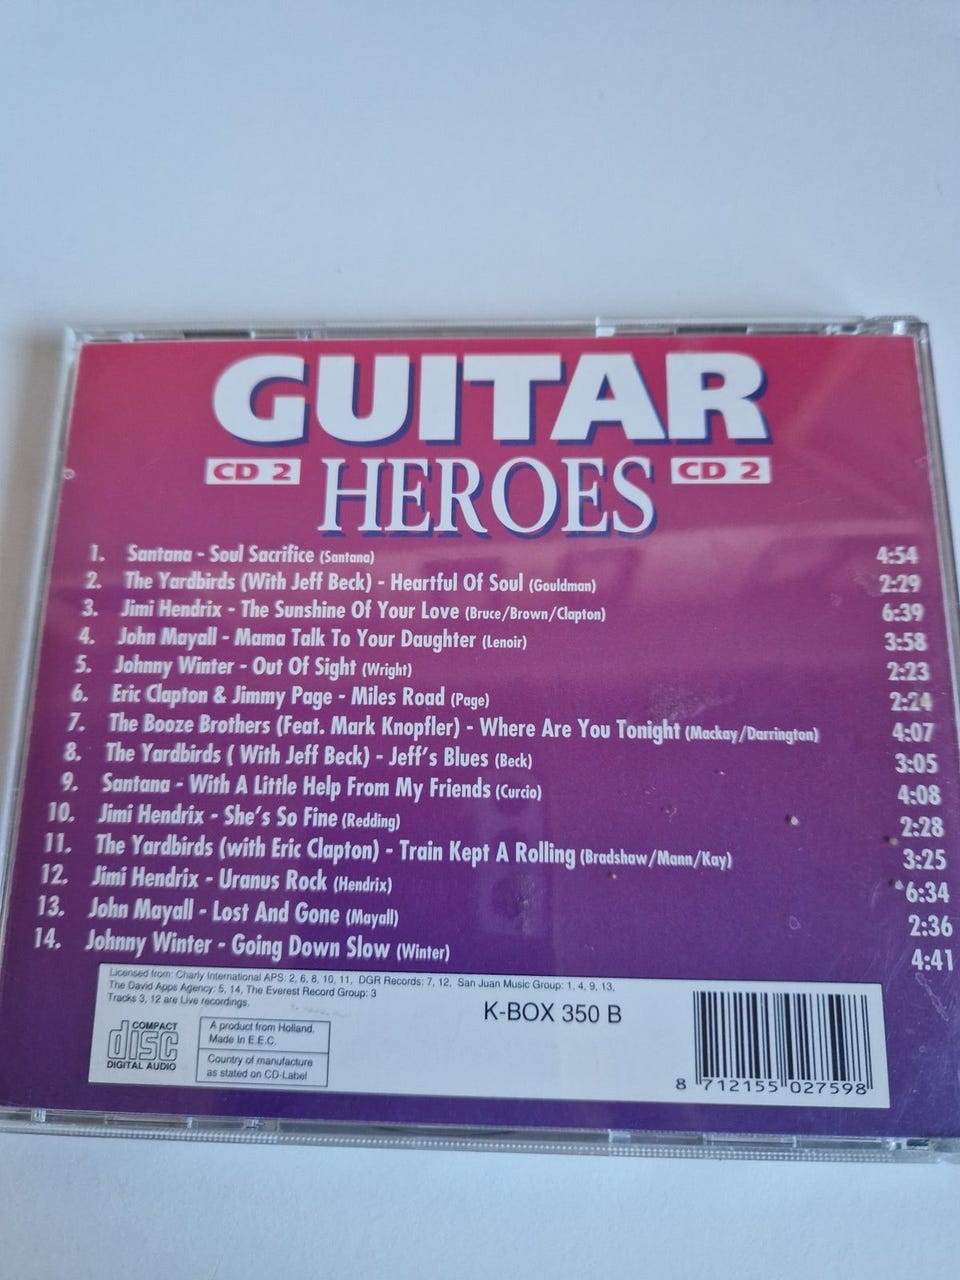 GUITAR
CD 2 HEROES CD 2
1. Santana - Soul Sacrifice (Santana) 4:54
2. The Yardbirds (With Jeff Beck) - Heartful Of Soul (Gouldman) 2:29
3. Jimi Hendrix - The Sunshine Of Your Love (Bruce/Brown/Clapton) 6:39
4. John Mayall - Mama Talk To Your Daughter (Lenoir) 3:58
5. Johnny Winter - Out Of Sight (Wright) 2:23
6. Eric Clapton & Jimmy Page - Miles Road (Page) 2:24
7. The Booze Brothers (Feat. Mark Knopfler) - Where Are You Tonight (Mackay/Darrington) 4:07
8. The Yardbirds ( With Jeff Beck) - Jeff's Blues (Beck) 3:05
9. Santana - With A Little Help From My Friends (Curcio) 4:08
10. Jimi Hendrix - She's So Fine (Redding) 2:28
11. The Yardbirds (with Eric Clapton) - Train Kept A Rolling (Bradshaw/Mann/Kay) 3:25
12. Jimi Hendrix - Uranus Rock (Hendrix) 6:34
13. John Mayall - Lost And Gone (Mayall) 2:36
14. Johnny Winter - Going Down Slow (Winter) 4:41
Licensed from: Charly International APS: 2, 6, 8, 10, 11, DGR Records: 7, 12, San Juan Music Group: 1, 4, 9, 13,
The David Apps Agency: 5, 14, The Everest Record Group: 3
Tracks 3, 12 are Live recordings.
K-BOX 350 B
COMPACT
disc
DIGITAL AUDIO
A product from Holland.
Made In E.E.C.
Country of manufacture
as stated on CD-Label
8 712155 027598